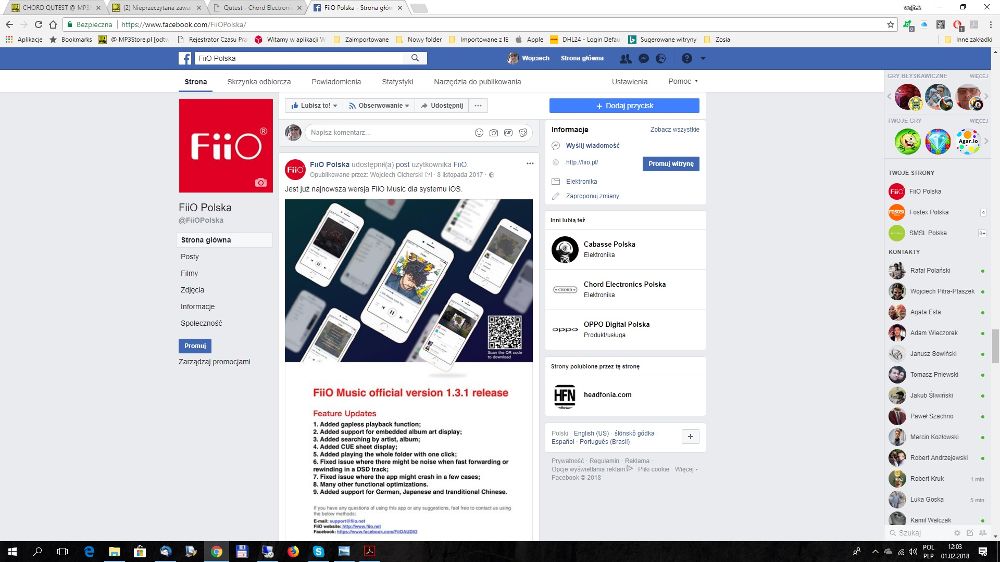 CHORD QUTEST @ MP3S
(2) Nieprzeczytana zawar
Qutest - Chord Electronic
FiiO Polska - Strona głów
wojtek
Bezpieczna
https://www.facebook.com/FiiOPolska/
Aplikacje
Bookmarks
@ MP3Store.pl [odtw
Rejestrator Czasu Pra
Witamy w aplikacji W
Zaimportowane
Nowy folder
Importowane z IE
Apple
DHL24 - Login Defau
Sugerowane witryny
Zosia
Inne zakładki
FiiO Polska
Wojciech
Strona główna
Strona
Skrzynka odbiorcza
Powiadomienia
Statystyki
Narzędzia do publikowania
Ustawienia
Pomoc
FiiO®
FiiO Polska
@FiiOPolska
Strona główna
Posty
Filmy
Zdjęcia
Informacje
Społeczność
Promuj
Zarządzaj promocjami
Lubisz to!
Obserwowanie
Udostępnij
Napisz komentarz...
GIF
FiiO
FiiO Polska udostępnił(a) post użytkownika FiiO.
Opublikowane przez: Wojciech Cicherski [?] · 8 listopada 2017 ·
Jest już najnowsza wersja FiiO Music dla systemu iOS.
I Will Always Love You
Scan the QR code
to download
FiiO Music official version 1.3.1 release
Feature Updates
1. Added gapless playback function;
2. Added support for embedded album art display;
3. Added searching by artist, album;
4. Added CUE sheet display;
5. Added playing the whole folder with one click;
6. Fixed issue where there might be noise when fast forwarding or
rewinding in a DSD track;
7. Fixed issue where the app might crash in a few cases;
8. Many other functional optimizations.
9. Added support for German, Japanese and tranditional Chinese.
If you have any questions of using this app or any suggestions, feel free to contact us using
the below methods:
E-mail: support@fiio.net
FiiO website: http://www.fiio.net
Facebook: https://www.facebook.com/FiiOAUDIO
+ Dodaj przycisk
Informacje
Zobacz wszystkie
Wyślij wiadomość
http://fiio.pl/
Promuj witrynę
Elektronika
Zaproponuj zmiany
Inni lubią też
Cabasse Polska
Elektronika
CHORD
Chord Electronics Polska
Elektronika
oppo
OPPO Digital Polska
Produkt/usługa
Strony polubione przez tę stronę
HFN
headfonia.com
Polski · English (US) · ślōnskŏ gŏdka ·
Español · Português (Brasil)
Prywatność · Regulamin · Reklama ·
Opcje wyświetlania reklam · Pliki cookie · Więcej
Facebook © 2018
GRY BŁYSKAWICZNE
WIĘCEJ
TWOJE GRY
WIĘCEJ
Agar.io
TWOJE STRONY
FiiO
FiiO Polska
FOSTEX
Fostex Polska
4
SMSL Polska
9+
KONTAKTY
Rafał Polański
Wojciech Pitra-Ptaszek
Agata Esta
Adam Wieczorek
Janusz Sowiński
Tomasz Pniewski
Jakub Śliwiński
Paweł Szachno
Marcin Kozłowski
Robert Andrzejewski
Robert Kruk
1 min
Luka Goska
5 min
Kamil Walczak
Szukaj
POL
PLP
12:03
01.02.2018